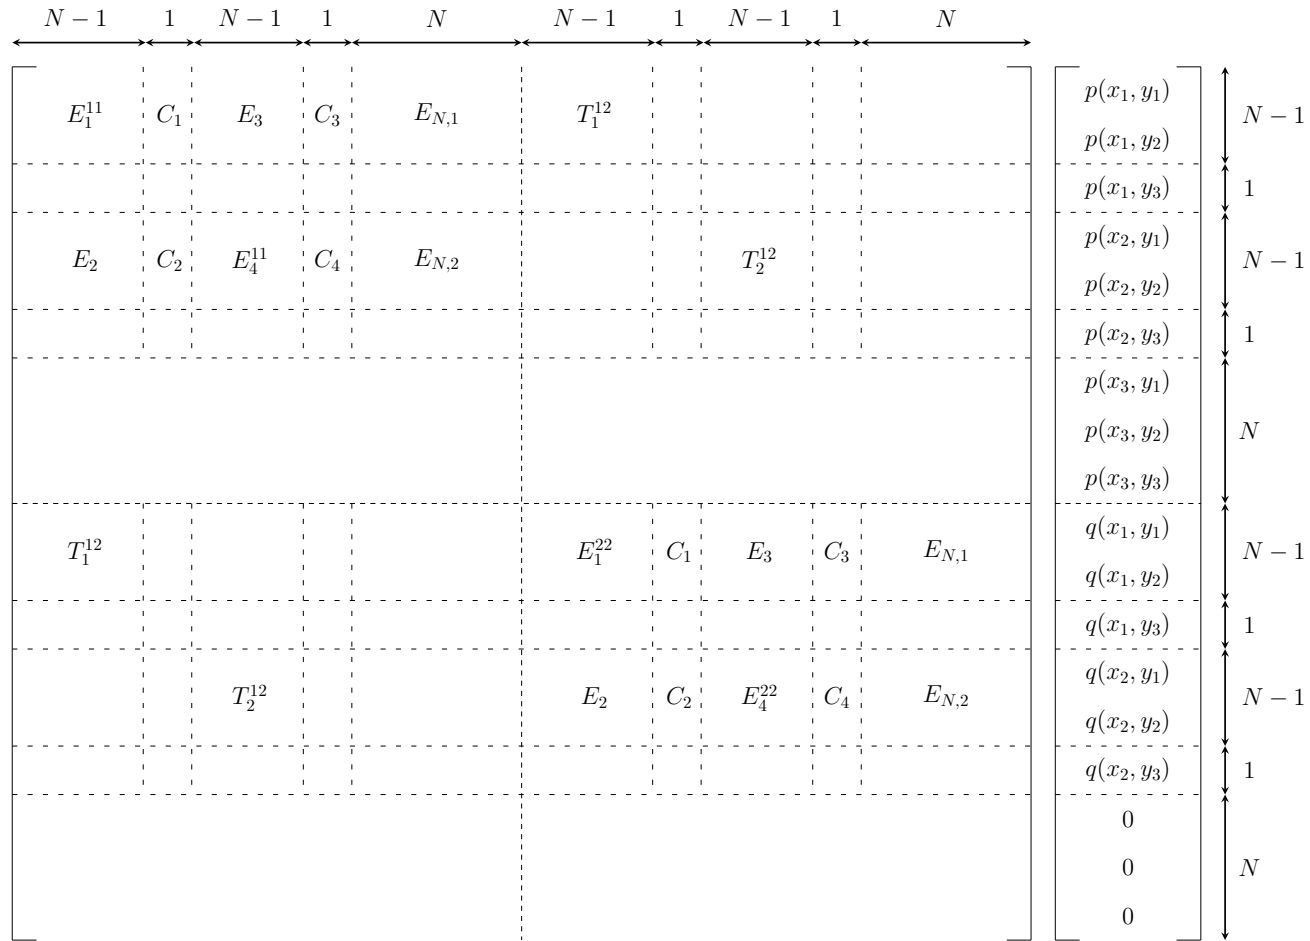 N − 1 1 N − 1 1 N N − 1 1 N − 1 1 N
p(x_1, y_1)
E_1^{11} C_1 E_3 C_3 E_{N,1} T_1^{12} N − 1
p(x_1, y_2)
p(x_1, y_3) 1
p(x_2, y_1)
E_2 C_2 E_4^{11} C_4 E_{N,2} T_2^{12} N − 1
p(x_2, y_2)
p(x_2, y_3) 1
p(x_3, y_1)
p(x_3, y_2) N
p(x_3, y_3)
q(x_1, y_1)
T_1^{12} E_1^{22} C_1 E_3 C_3 E_{N,1} N − 1
q(x_1, y_2)
q(x_1, y_3) 1
q(x_2, y_1)
T_2^{12} E_2 C_2 E_4^{22} C_4 E_{N,2} N − 1
q(x_2, y_2)
q(x_2, y_3) 1
0
0 N
0